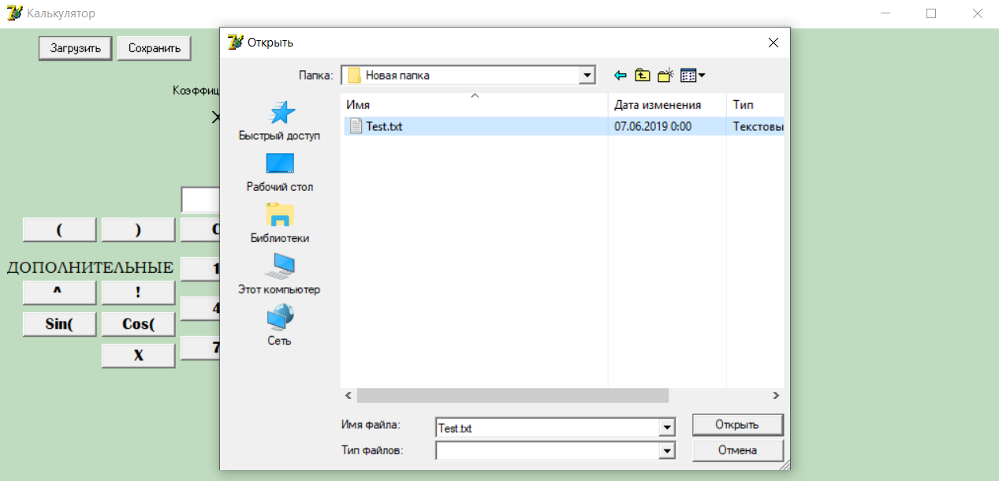 Калькулятор
Загрузить
Сохранить
Открыть
Папка:
Новая папка
Имя
Дата изменения
Тип
Test.txt
07.06.2019 0:00
Текстовы
Быстрый доступ
Рабочий стол
Библиотеки
Этот компьютер
Сеть
Имя файла:
Test.txt
Открыть
Тип файлов:
Отмена
Коэффиц
X
(
)
C
ДОПОЛНИТЕЛЬНЫЕ
1
^
!
4
Sin(
Cos(
7
X